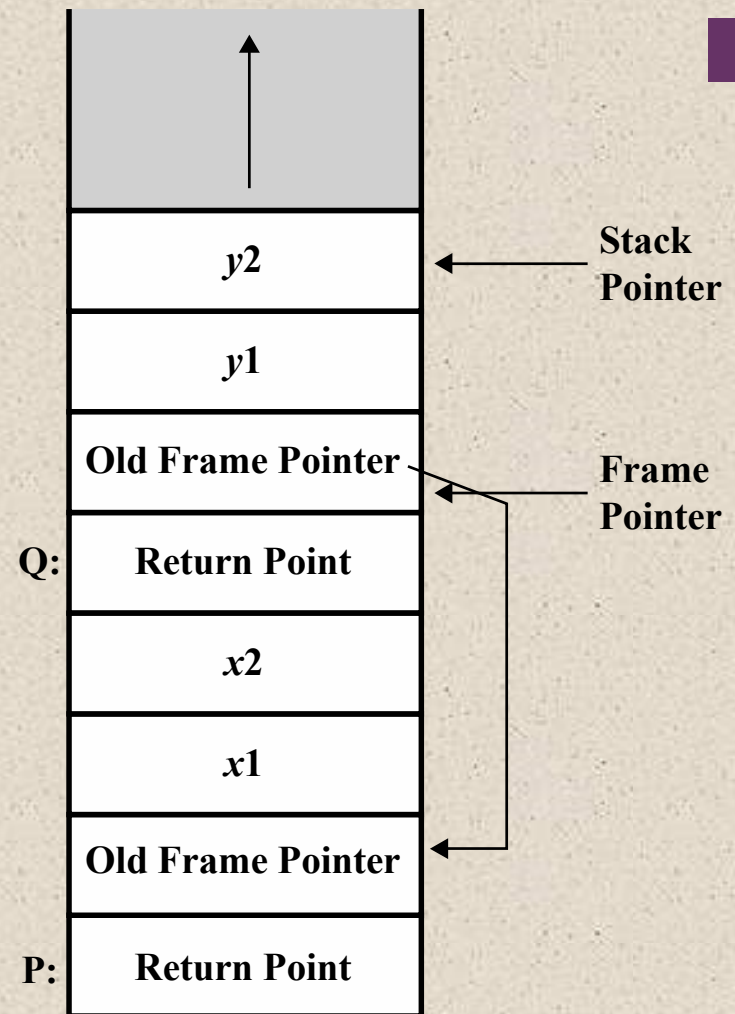 y2
Stack
Pointer
y1
Old Frame Pointer
Frame
Pointer
Q:
Return Point
x2
x1
Old Frame Pointer
P:
Return Point